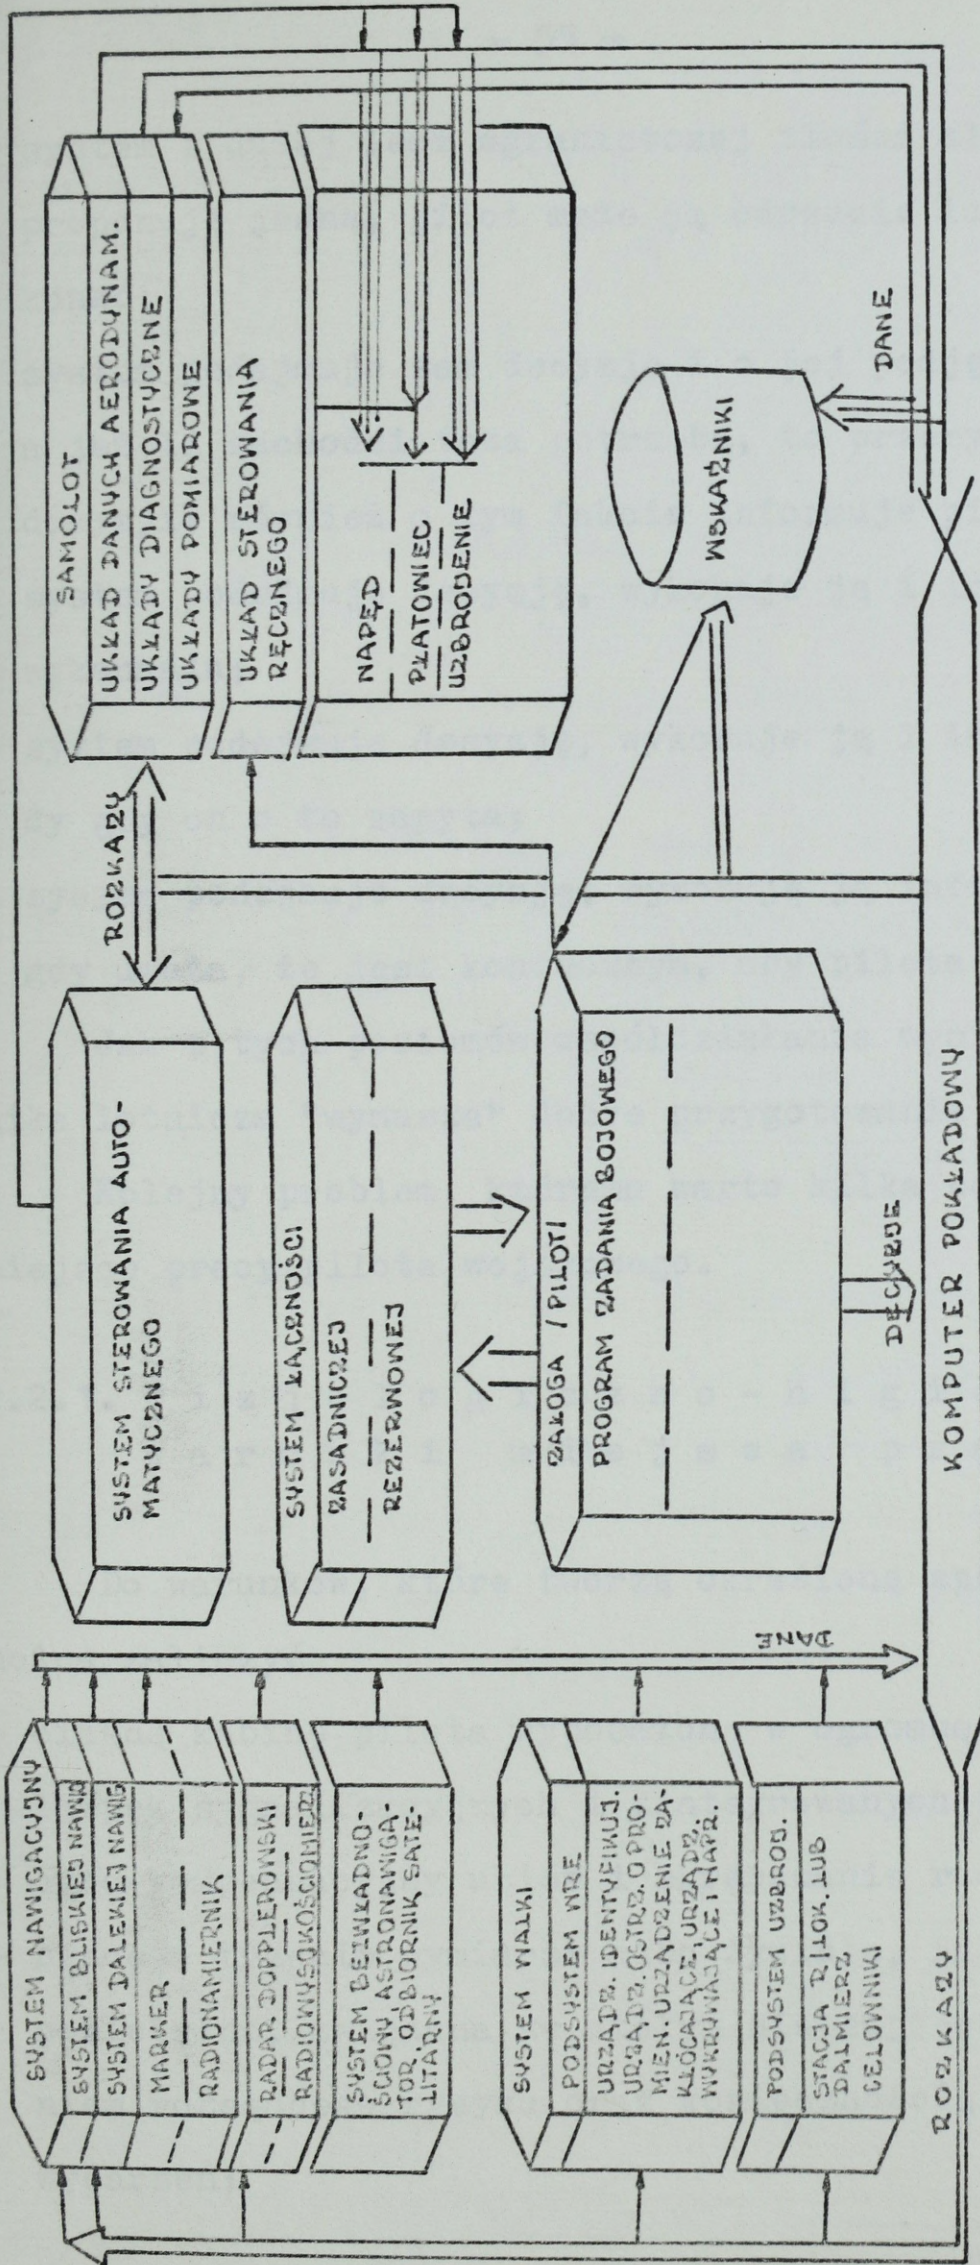 SYSTEM NAWIGACYJNY
SYSTEM BLISKIEJ NAWIG
SYSTEM DALEKIEJ NAWIG
MARKER
RADIONAMIERNIK
RADAR DOPPLEROWSKI
RADIOWYSOKOŚCIOMIERZ
SYSTEM BEZWŁADNO-
ŚCIOWY ASTRONAWIGA-
TOR, ODBIORNIK SATE-
LITARNY
SYSTEM WALKI
PODSYSTEM WRE
URZĄDZ. IDENTYFIKUJ.
URZĄDZ. OSTRZ. O PRO-
MIEN. URZĄDZENIE ZA-
KŁÓCAJĄCE, URZĄDZ.
WYKRYWAJĄCE I NAPR.
PODSYSTEM UZBROJ.
STACJA R/LOK. LUB
DALMIERZ
CELOWNIKI
ROZKAZY
DANE
SYSTEM STEROWANIA AUTO-
MATYCZNEGO
SYSTEM ŁĄCZNOŚCI
ZASADNICZEJ
REZERWOWEJ
ZAŁOGA /PILOT/
PROGRAM ZADANIA BOJOWEGO
DECYZJE
KOMPUTER POKŁADOWY
ROZKAZY
SAMOLOT
UKŁAD DANYCH AERODYNAM.
UKŁADY DIAGNOSTYCZNE
UKŁADY POMIAROWE
UKŁAD STEROWANIA
RĘCZNEGO
NAPĘD
PŁATOWIEC
UZBROJENIE
WSKAŹNIKI
DANE